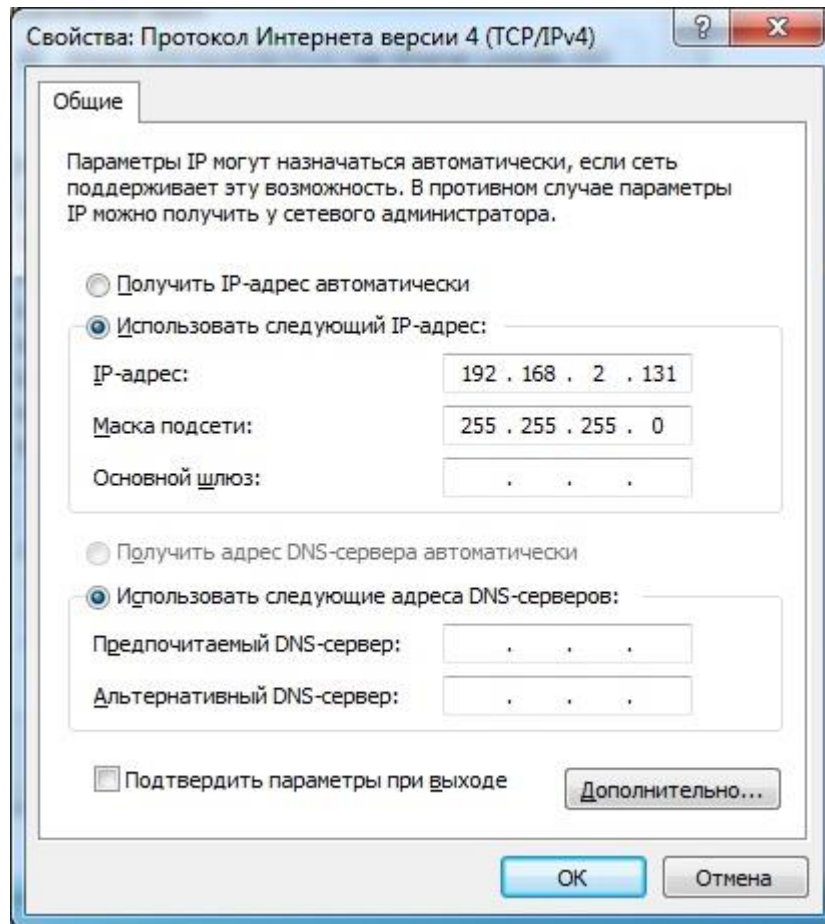 Свойства: Протокол Интернета версии 4 (TCP/IPv4)
Общие
Параметры IP могут назначаться автоматически, если сеть
поддерживает эту возможность. В противном случае параметры
IP можно получить у сетевого администратора.
Получить IP-адрес автоматически
Использовать следующий IP-адрес:
IP-адрес: 192 . 168 . 2 . 131
Маска подсети: 255 . 255 . 255 . 0
Основной шлюз: . . .
Получить адрес DNS-сервера автоматически
Использовать следующие адреса DNS-серверов:
Предпочитаемый DNS-сервер: . . .
Альтернативный DNS-сервер: . . .
Подтвердить параметры при выходе
Дополнительно...
ОК Отмена